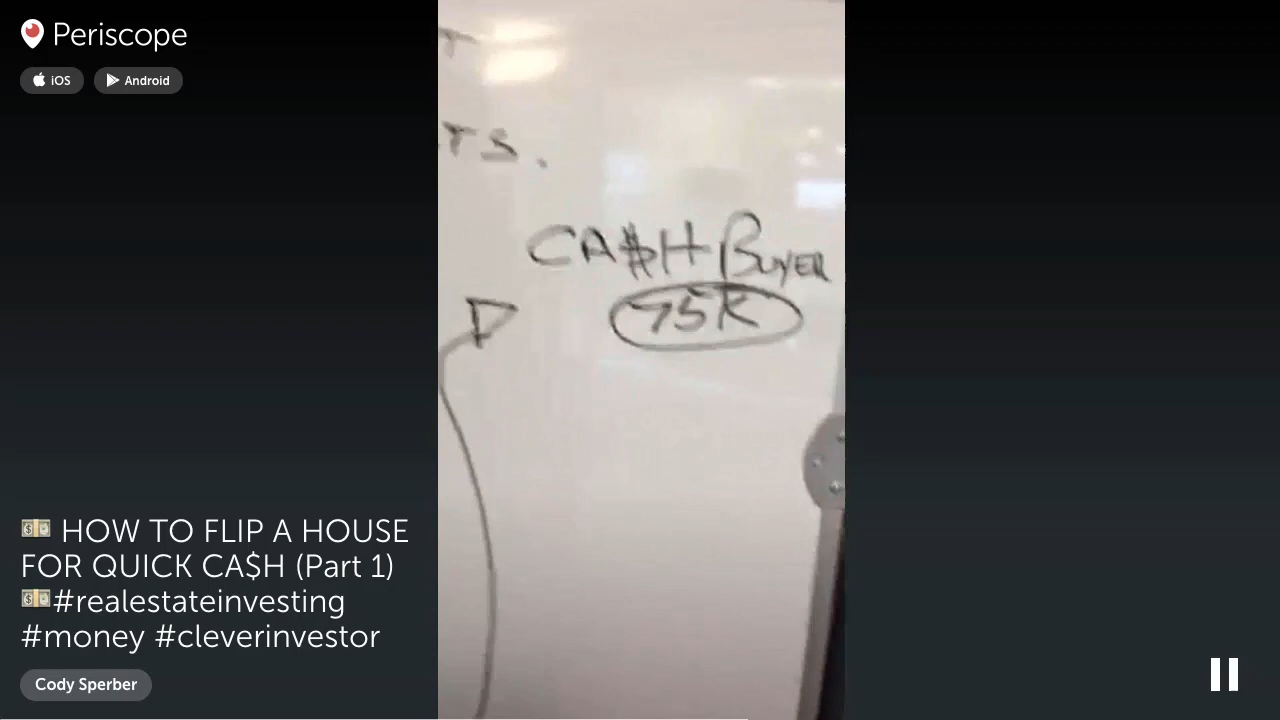 Periscope
iOS
Android
TS.
CA$H BUYER
75K
💵 HOW TO FLIP A HOUSE
FOR QUICK CA$H (Part 1)
💵#realestateinvesting
#money #cleverinvestor
Cody Sperber